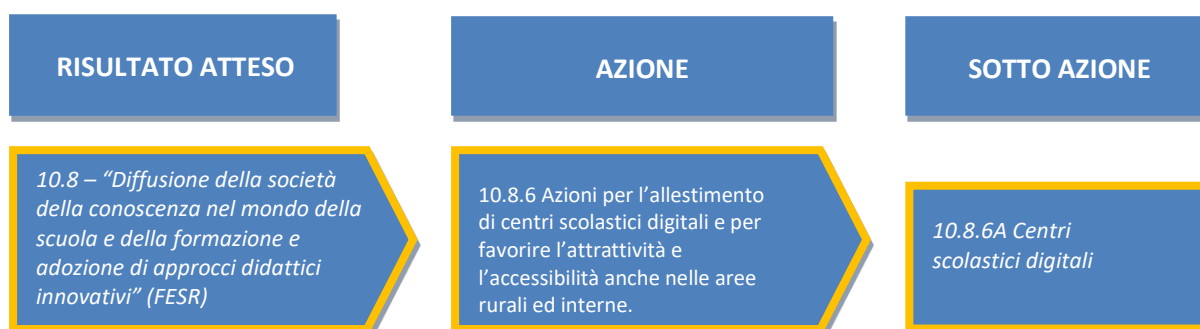 RISULTATO ATTESO
AZIONE
SOTTO AZIONE
10.8 – “Diffusione della società
della conoscenza nel mondo della
scuola e della formazione e
adozione di approcci didattici
innovativi” (FESR)
10.8.6 Azioni per l’allestimento
di centri scolastici digitali e per
favorire l’attrattività e
l’accessibilità anche nelle aree
rurali ed interne.
10.8.6A Centri
scolastici digitali